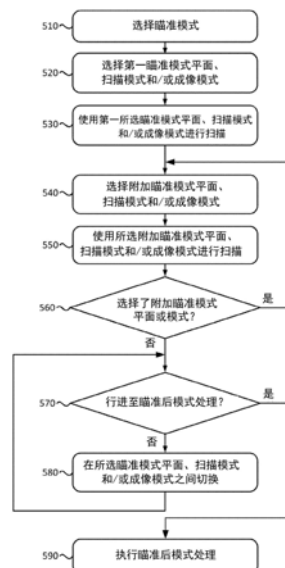 510
选择瞄准模式
520
选择第一瞄准模式平面、
扫描模式和/或成像模式
530
使用第一所选瞄准模式平面、扫描模式
和/或成像模式进行扫描
540
选择附加瞄准模式平面、
扫描模式和/或成像模式
550
使用所选附加瞄准模式平面、
扫描模式和/或成像模式进行扫描
560
选择了附加瞄准模式
平面或模式?
是
否
570
行进至瞄准后模式处理?
是
否
580
在所选瞄准模式平面、扫描模式
和/或成像模式之间切换
590
执行瞄准后模式处理